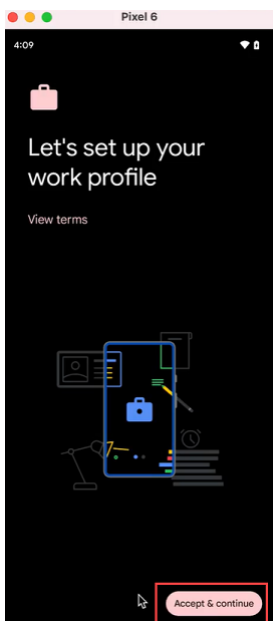 Pixel 6
4:09
Let's set up your
work profile
View terms
Accept & continue